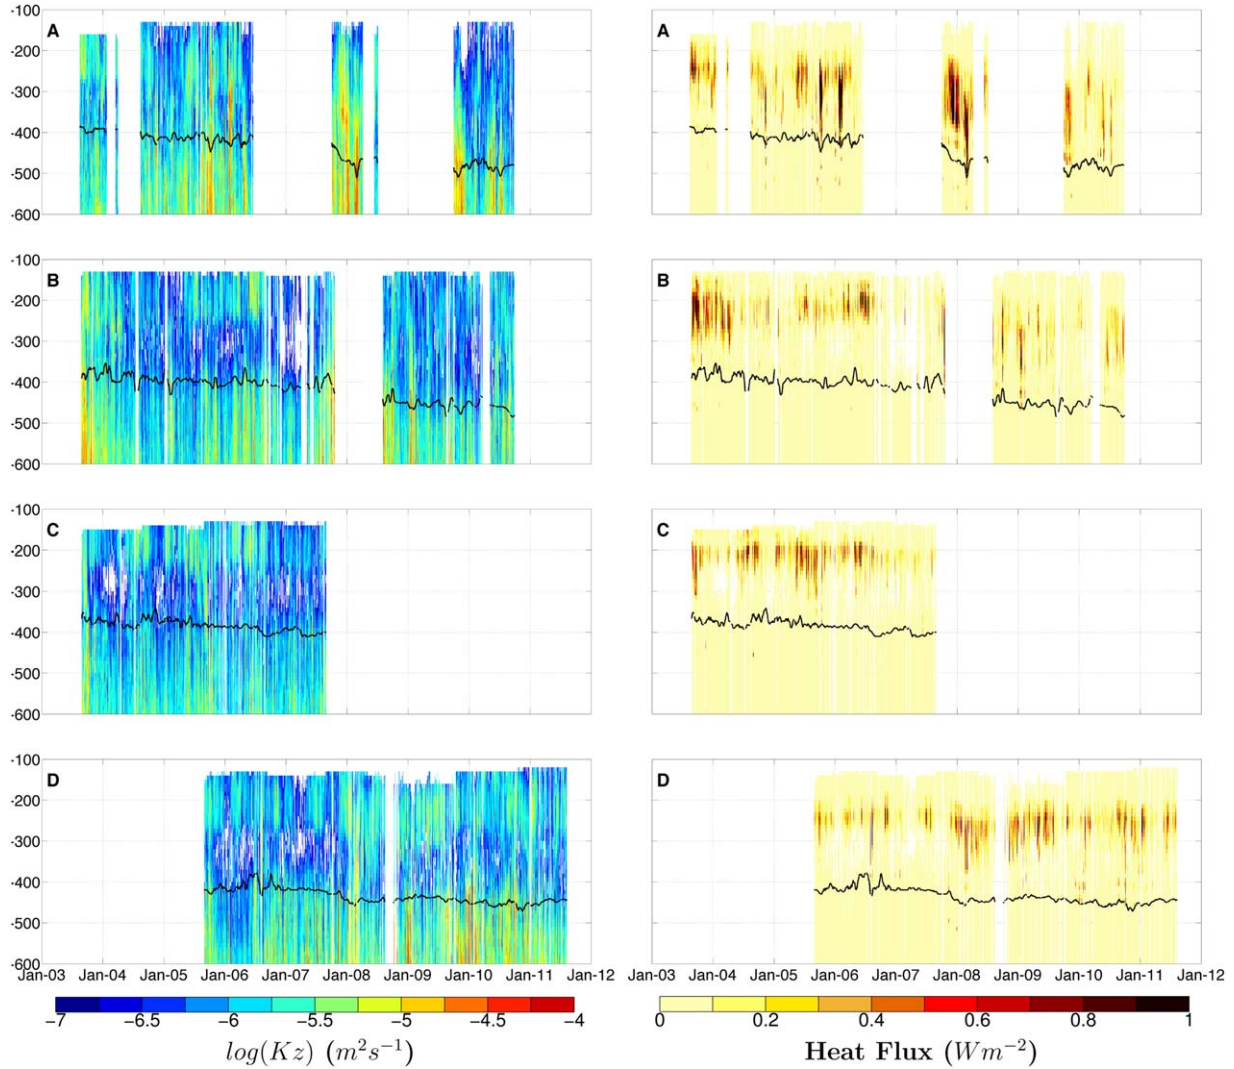 -100
-200
-300
-400
-500
-600
A
A
-100
-200
-300
-400
-500
-600
B
B
-100
-200
-300
-400
-500
-600
C
C
-100
-200
-300
-400
-500
-600
D
D
Jan-03 Jan-04 Jan-05 Jan-06 Jan-07 Jan-08 Jan-09 Jan-10 Jan-11 Jan-12
Jan-03 Jan-04 Jan-05 Jan-06 Jan-07 Jan-08 Jan-09 Jan-10 Jan-11 Jan-12
−7 −6.5 −6 −5.5 −5 −4.5 −4
0 0.2 0.4 0.6 0.8 1
log(Kz) (m²s⁻¹)
Heat Flux (Wm⁻²)